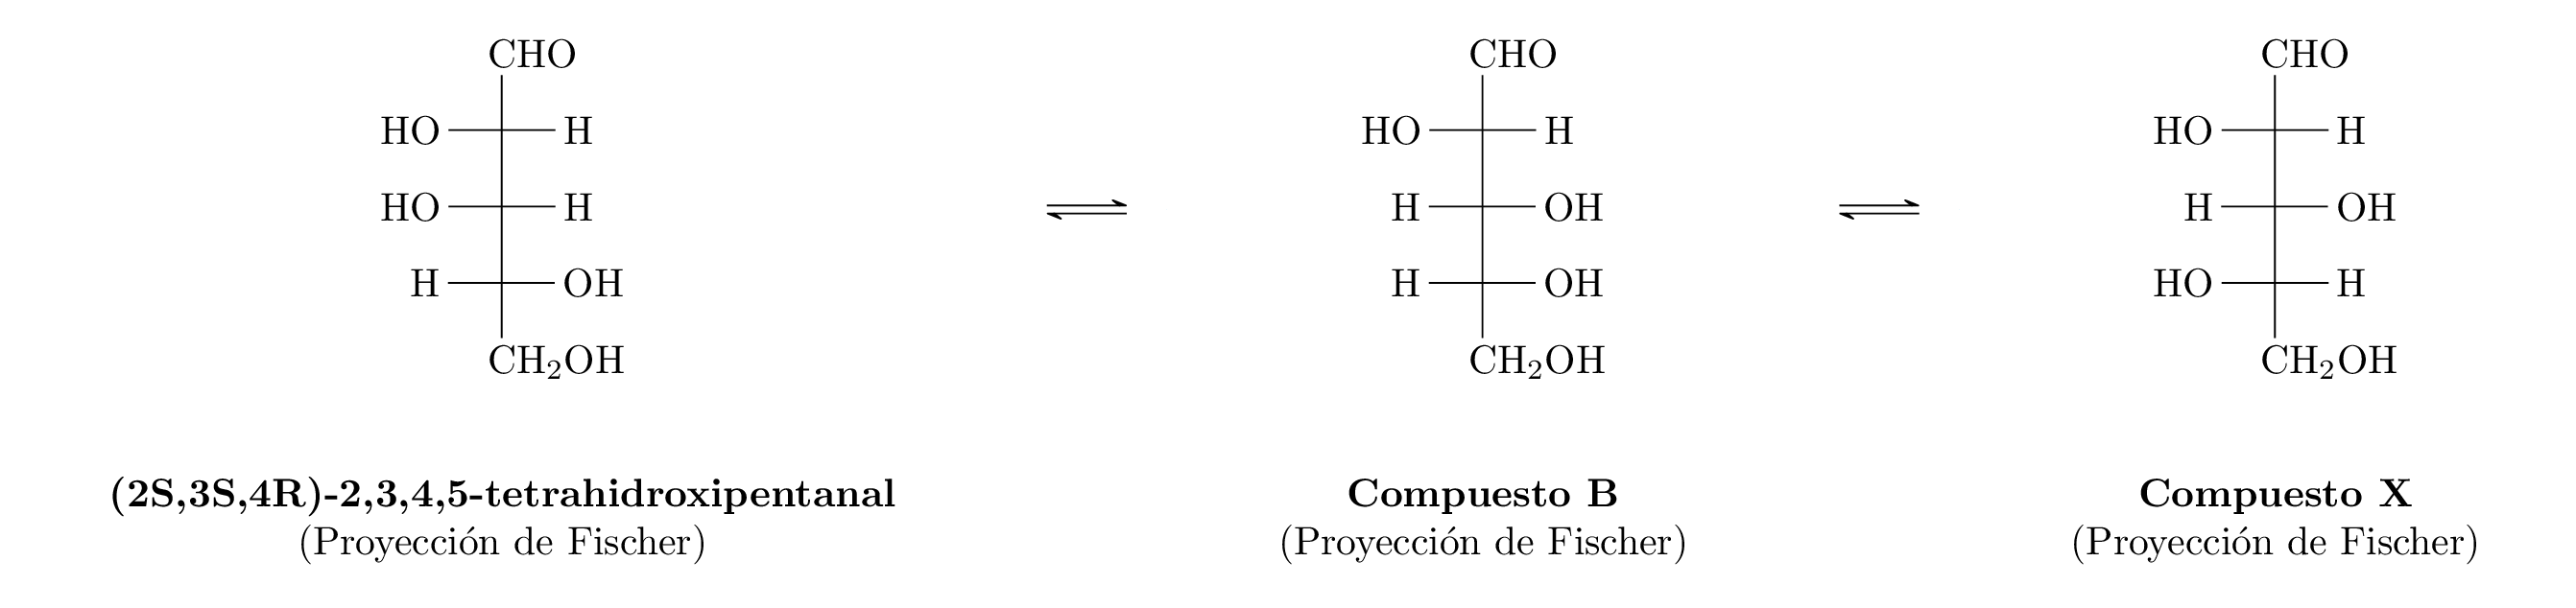 CHO
HO H
HO H
H OH
CH₂OH
(2S,3S,4R)-2,3,4,5-tetrahidroxipentanal
(Proyección de Fischer)
CHO
HO H
H OH
H OH
CH₂OH
Compuesto B
(Proyección de Fischer)
CHO
HO H
H OH
HO H
CH₂OH
Compuesto X
(Proyección de Fischer)